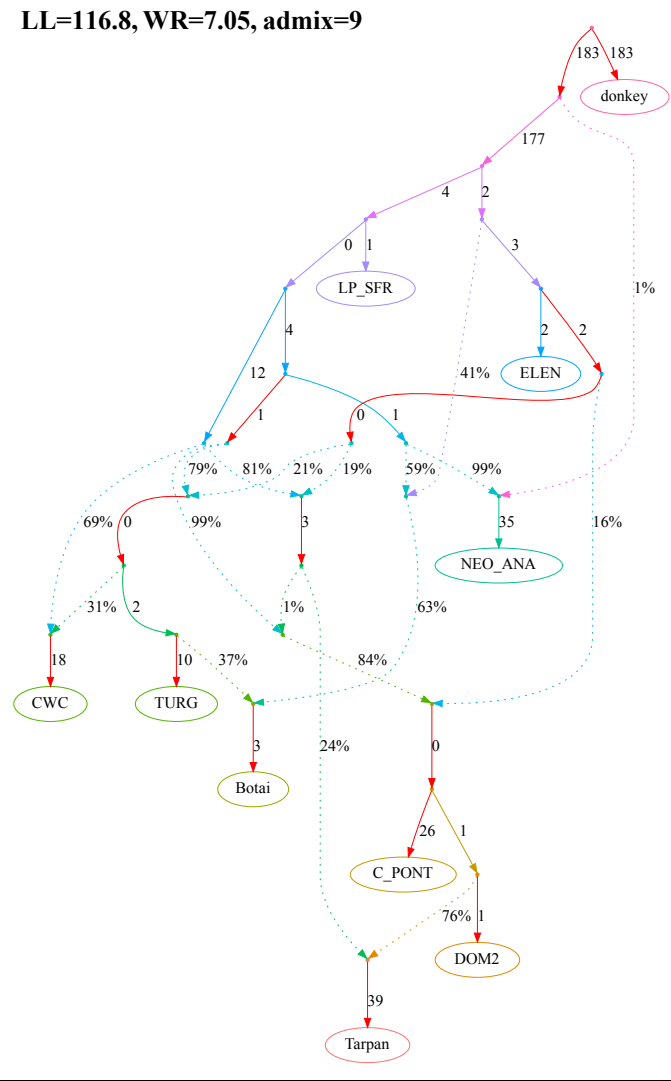 LL=116.8, WR=7.05, admix=9
183 183
donkey
177
4 2
0 1 3
LP_SFR 1%
4 2 2
12 41% ELEN
1 0 1
79% 81% 21% 19% 59% 99%
69% 0 99% 3 35 16%
NEO_ANA
31% 2 1% 63%
18 10 37% 84%
CWC TURG
3 24% 0
Botai
26 1
C_PONT
76% 1
DOM2
39
Tarpan